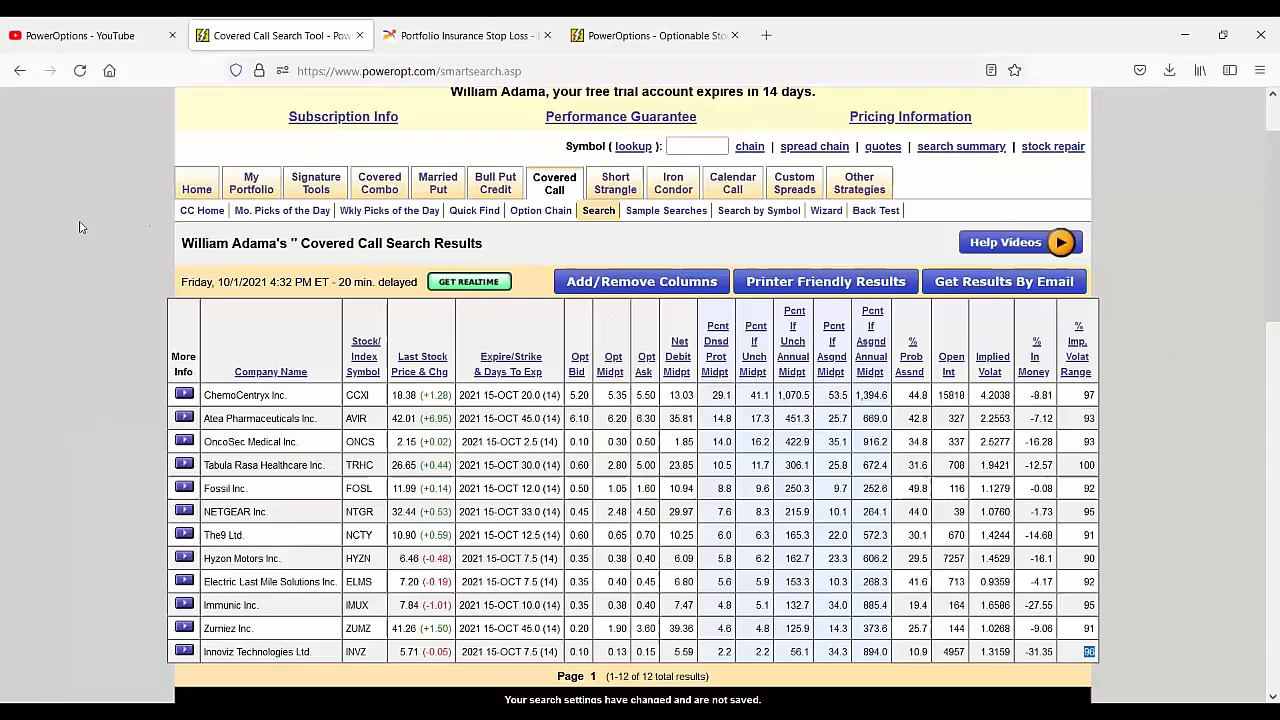 PowerOptions - YouTube
Covered Call Search Tool - Pow
Portfolio Insurance Stop Loss -
PowerOptions - Optionable Sto
https://www.poweropt.com/smartsearch.asp
William Adama, your free trial account expires in 14 days.
Subscription Info Performance Guarantee Pricing Information
Symbol ( lookup ): chain | spread chain | quotes | search summary | stock repair
Home My Portfolio Signature Tools Covered Combo Married Put Bull Put Credit Covered Call Short Strangle Iron Condor Calendar Call Custom Spreads Other Strategies
CC Home | Mo. Picks of the Day | Wkly Picks of the Day | Quick Find | Option Chain | Search | Sample Searches | Search by Symbol | Wizard | Back Test |
William Adama's '' Covered Call Search Results
Help Videos
Friday, 10/1/2021 4:32 PM ET - 20 min. delayed GET REALTIME Add/Remove Columns Printer Friendly Results Get Results By Email
More Info Company Name Stock/ Index Symbol Last Stock Price & Chg Expire/Strike & Days To Exp Opt Bid Opt Midpt Opt Ask Net Debit Midpt Pcnt Dnsd Prot Midpt Pcnt If Unch Midpt Pcnt If Unch Annual Midpt Pcnt If Asgnd Midpt Pcnt If Asgnd Annual Midpt % Prob Assnd Open Int Implied Volat % In Money % Imp. Volat Range
ChemoCentryx Inc. CCXI 18.38 (+1.28) 2021 15-OCT 20.0 (14) 5.20 5.35 5.50 13.03 29.1 41.1 1,070.5 53.5 1,394.6 44.8 15818 4.2038 -8.81 97
Atea Pharmaceuticals Inc. AVIR 42.01 (+6.95) 2021 15-OCT 45.0 (14) 6.10 6.20 6.30 35.81 14.8 17.3 451.3 25.7 669.0 42.8 327 2.2553 -7.12 93
OncoSec Medical Inc. ONCS 2.15 (+0.02) 2021 15-OCT 2.5 (14) 0.10 0.30 0.50 1.85 14.0 16.2 422.9 35.1 916.2 34.8 337 2.5277 -16.28 93
Tabula Rasa Healthcare Inc. TRHC 26.65 (+0.44) 2021 15-OCT 30.0 (14) 0.60 2.80 5.00 23.85 10.5 11.7 306.1 25.8 672.4 31.6 708 1.9421 -12.57 100
Fossil Inc. FOSL 11.99 (+0.14) 2021 15-OCT 12.0 (14) 0.50 1.05 1.60 10.94 8.8 9.6 250.3 9.7 252.6 49.8 116 1.1279 -0.08 92
NETGEAR Inc. NTGR 32.44 (+0.53) 2021 15-OCT 33.0 (14) 0.45 2.48 4.50 29.97 7.6 8.3 215.9 10.1 264.1 44.0 39 1.0760 -1.73 95
The9 Ltd. NCTY 10.90 (+0.59) 2021 15-OCT 12.5 (14) 0.60 0.65 0.70 10.25 6.0 6.3 165.3 22.0 572.3 30.1 670 1.4244 -14.68 91
Hyzon Motors Inc. HYZN 6.46 (-0.48) 2021 15-OCT 7.5 (14) 0.35 0.38 0.40 6.09 5.8 6.2 162.7 23.3 606.2 29.5 7257 1.4529 -16.1 90
Electric Last Mile Solutions Inc. ELMS 7.20 (-0.19) 2021 15-OCT 7.5 (14) 0.35 0.40 0.45 6.80 5.6 5.9 153.3 10.3 268.3 41.6 713 0.9359 -4.17 92
Immunic Inc. IMUX 7.84 (-1.01) 2021 15-OCT 10.0 (14) 0.35 0.38 0.40 7.47 4.8 5.1 132.7 34.0 885.4 19.4 164 1.6586 -27.55 95
Zumiez Inc. ZUMZ 41.26 (+1.50) 2021 15-OCT 45.0 (14) 0.20 1.90 3.60 39.36 4.6 4.8 125.9 14.3 373.6 25.7 144 1.0268 -9.06 91
Innoviz Technologies Ltd. INVZ 5.71 (-0.05) 2021 15-OCT 7.5 (14) 0.10 0.13 0.15 5.59 2.2 2.2 56.1 34.3 894.0 10.9 4957 1.3159 -31.35 96
Page 1 (1-12 of 12 total results)
Your search settings have changed and are not saved.